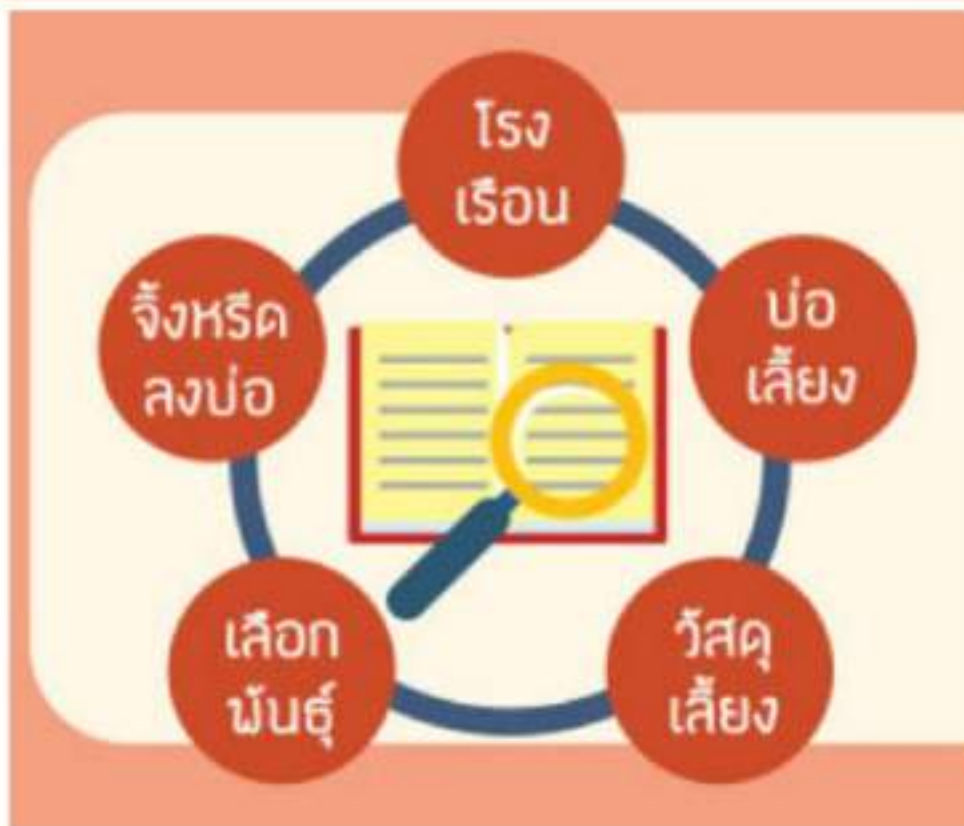 โรง
เรือน
บ่อ
เลี้ยง
วัสดุ
เลี้ยง
เลือก
พันธุ์
จิ้งหรีด
ลงบ่อ